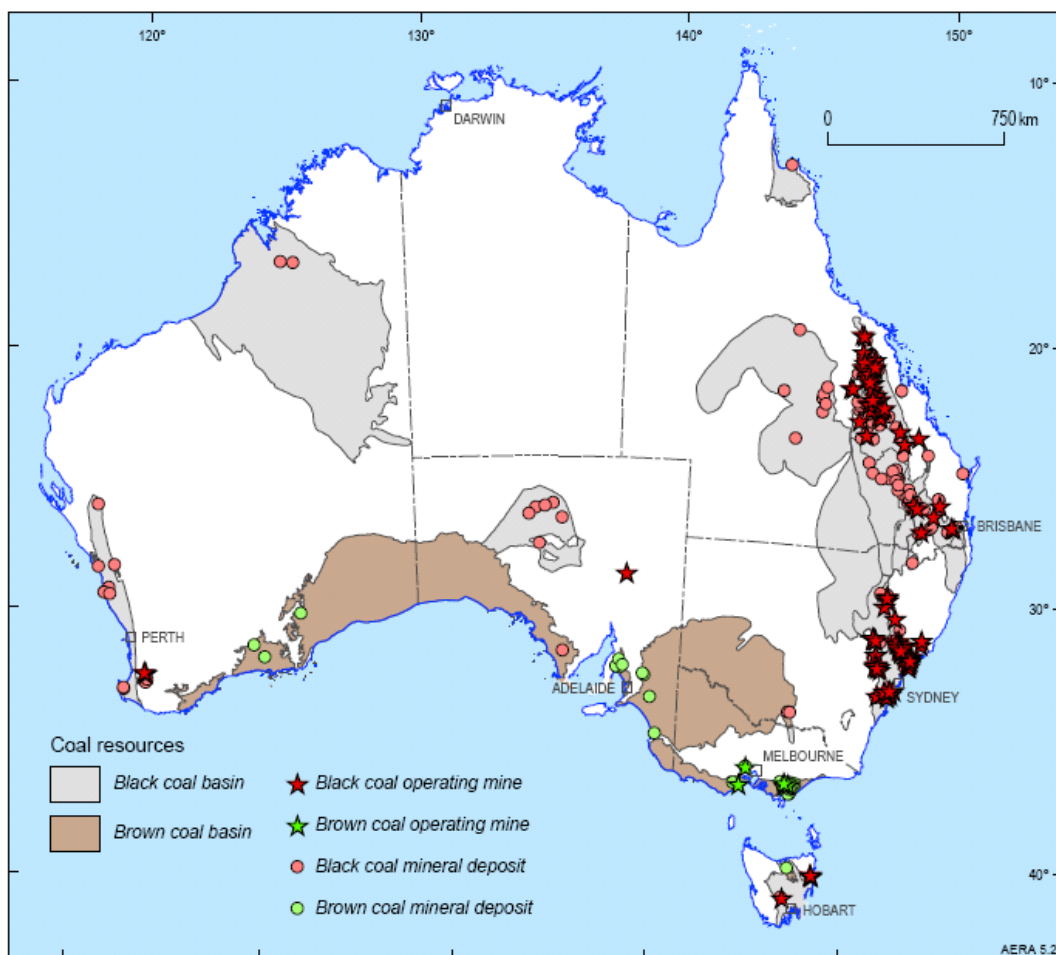 120°
130°
140°
150°
10°
DARWIN
0
750 km
20°
BRISBANE
30°
PERTH
ADELAIDE
SYDNEY
Coal resources
MELBOURNE
Black coal basin
Black coal operating mine
Brown coal basin
Brown coal operating mine
Black coal mineral deposit
40°
Brown coal mineral deposit
HOBART
AERA 5.2